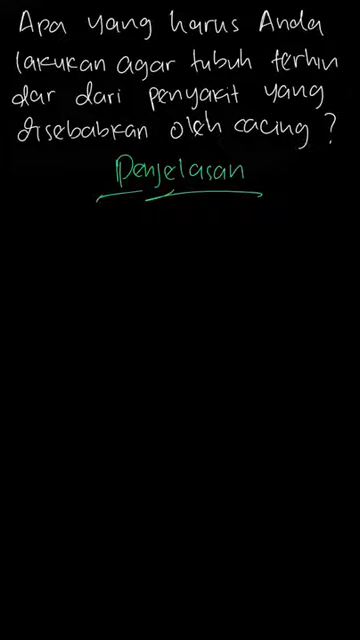 Apa yang harus Anda
lakukan agar tubuh terhin
dar dari penyakit yang
disebabkan oleh cacing ?
Penjelasan